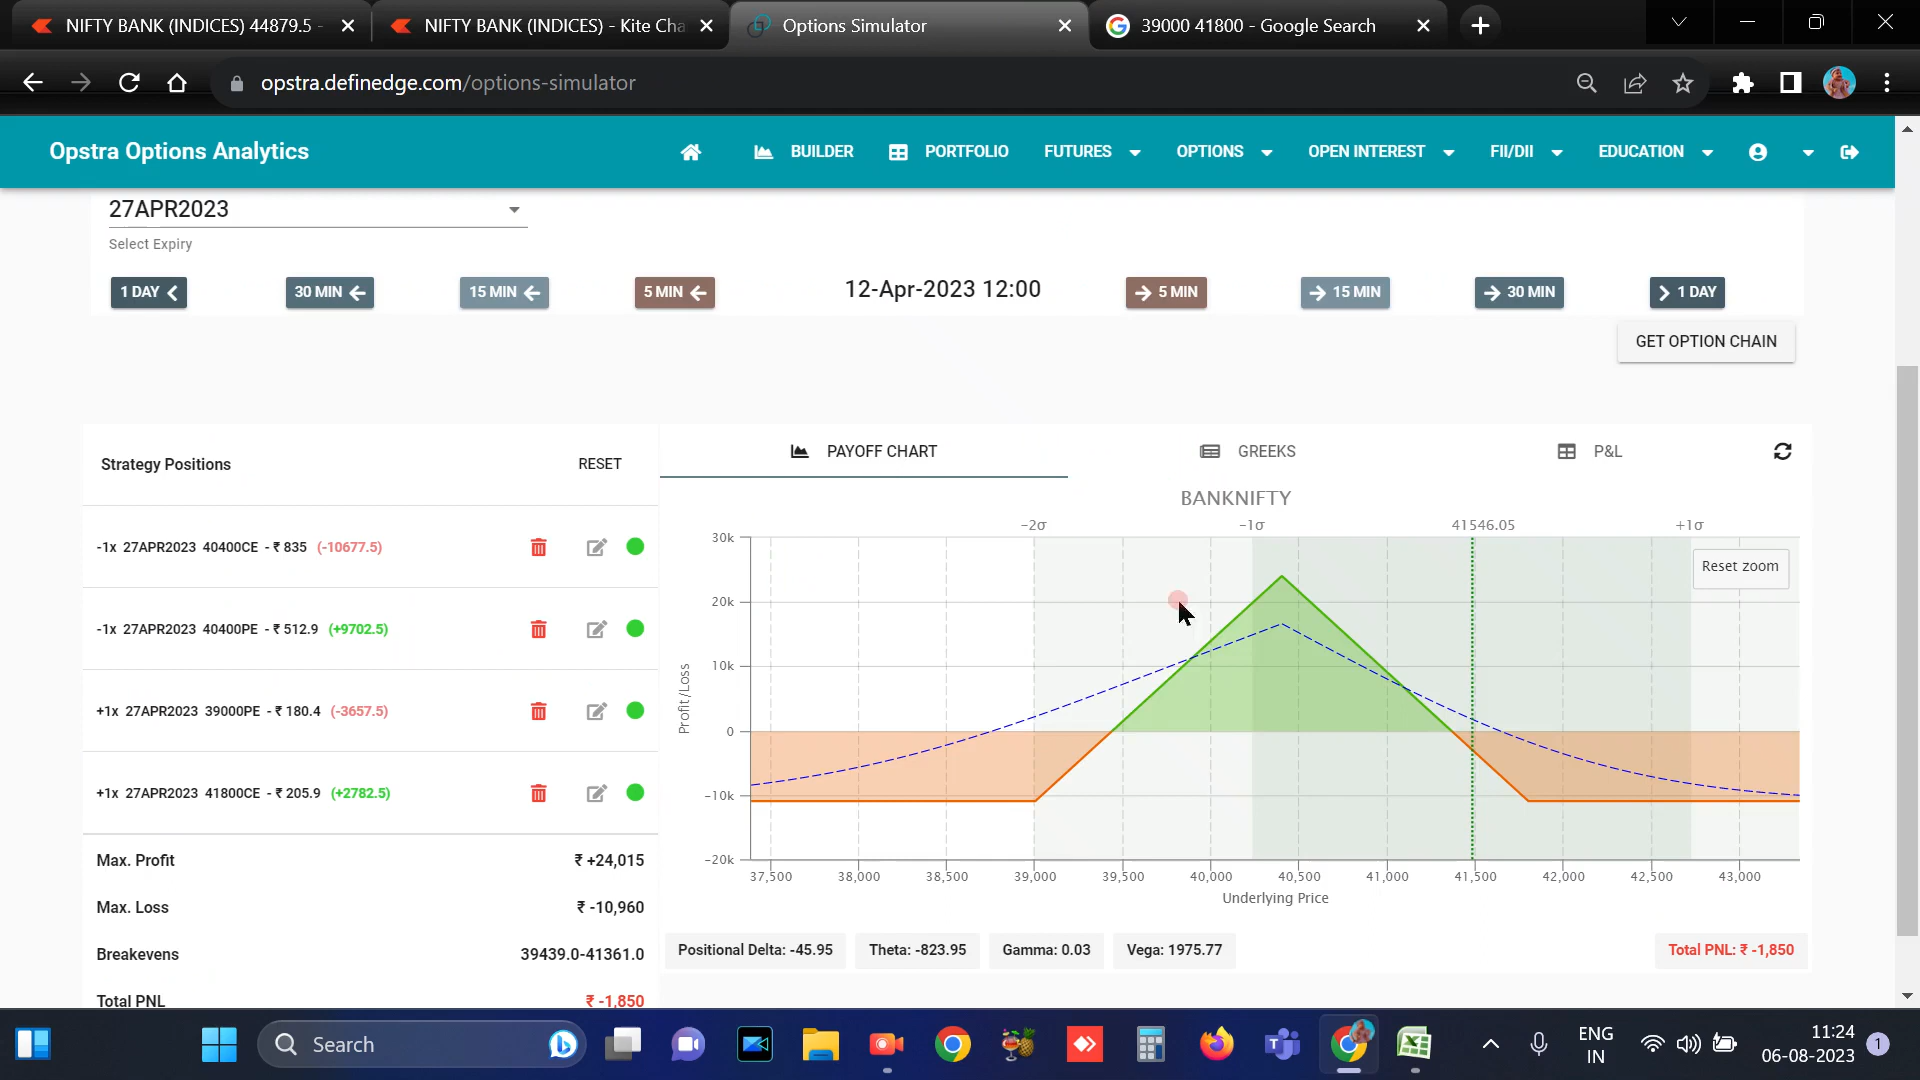 NIFTY BANK (INDICES) 44879.5 -
NIFTY BANK (INDICES) - Kite Cha
Options Simulator
39000 41800 - Google Search
opstra.definedge.com/options-simulator
Opstra Options Analytics
BUILDER
PORTFOLIO
FUTURES
OPTIONS
OPEN INTEREST
FII/DII
EDUCATION
27APR2023
Select Expiry
1 DAY
30 MIN
15 MIN
5 MIN
12-Apr-2023 12:00
5 MIN
15 MIN
30 MIN
1 DAY
GET OPTION CHAIN
Strategy Positions
RESET
PAYOFF CHART
GREEKS
P&L
BANKNIFTY
-2σ
-1σ
41546.05
+1σ
Reset zoom
-1x 27APR2023 40400CE - ₹ 835 (-10677.5)
-1x 27APR2023 40400PE - ₹ 512.9 (+9702.5)
+1x 27APR2023 39000PE - ₹ 180.4 (-3657.5)
+1x 27APR2023 41800CE - ₹ 205.9 (+2782.5)
Max. Profit ₹ +24,015
Max. Loss ₹ -10,960
Breakevens 39439.0-41361.0
Total PNL ₹ -1,850
Profit/Loss
30k
20k
10k
0
-10k
-20k
37,500 38,000 38,500 39,000 39,500 40,000 40,500 41,000 41,500 42,000 42,500 43,000
Underlying Price
Positional Delta: -45.95
Theta: -823.95
Gamma: 0.03
Vega: 1975.77
Total PNL: ₹ -1,850
Search
ENG
IN
11:24
06-08-2023
1